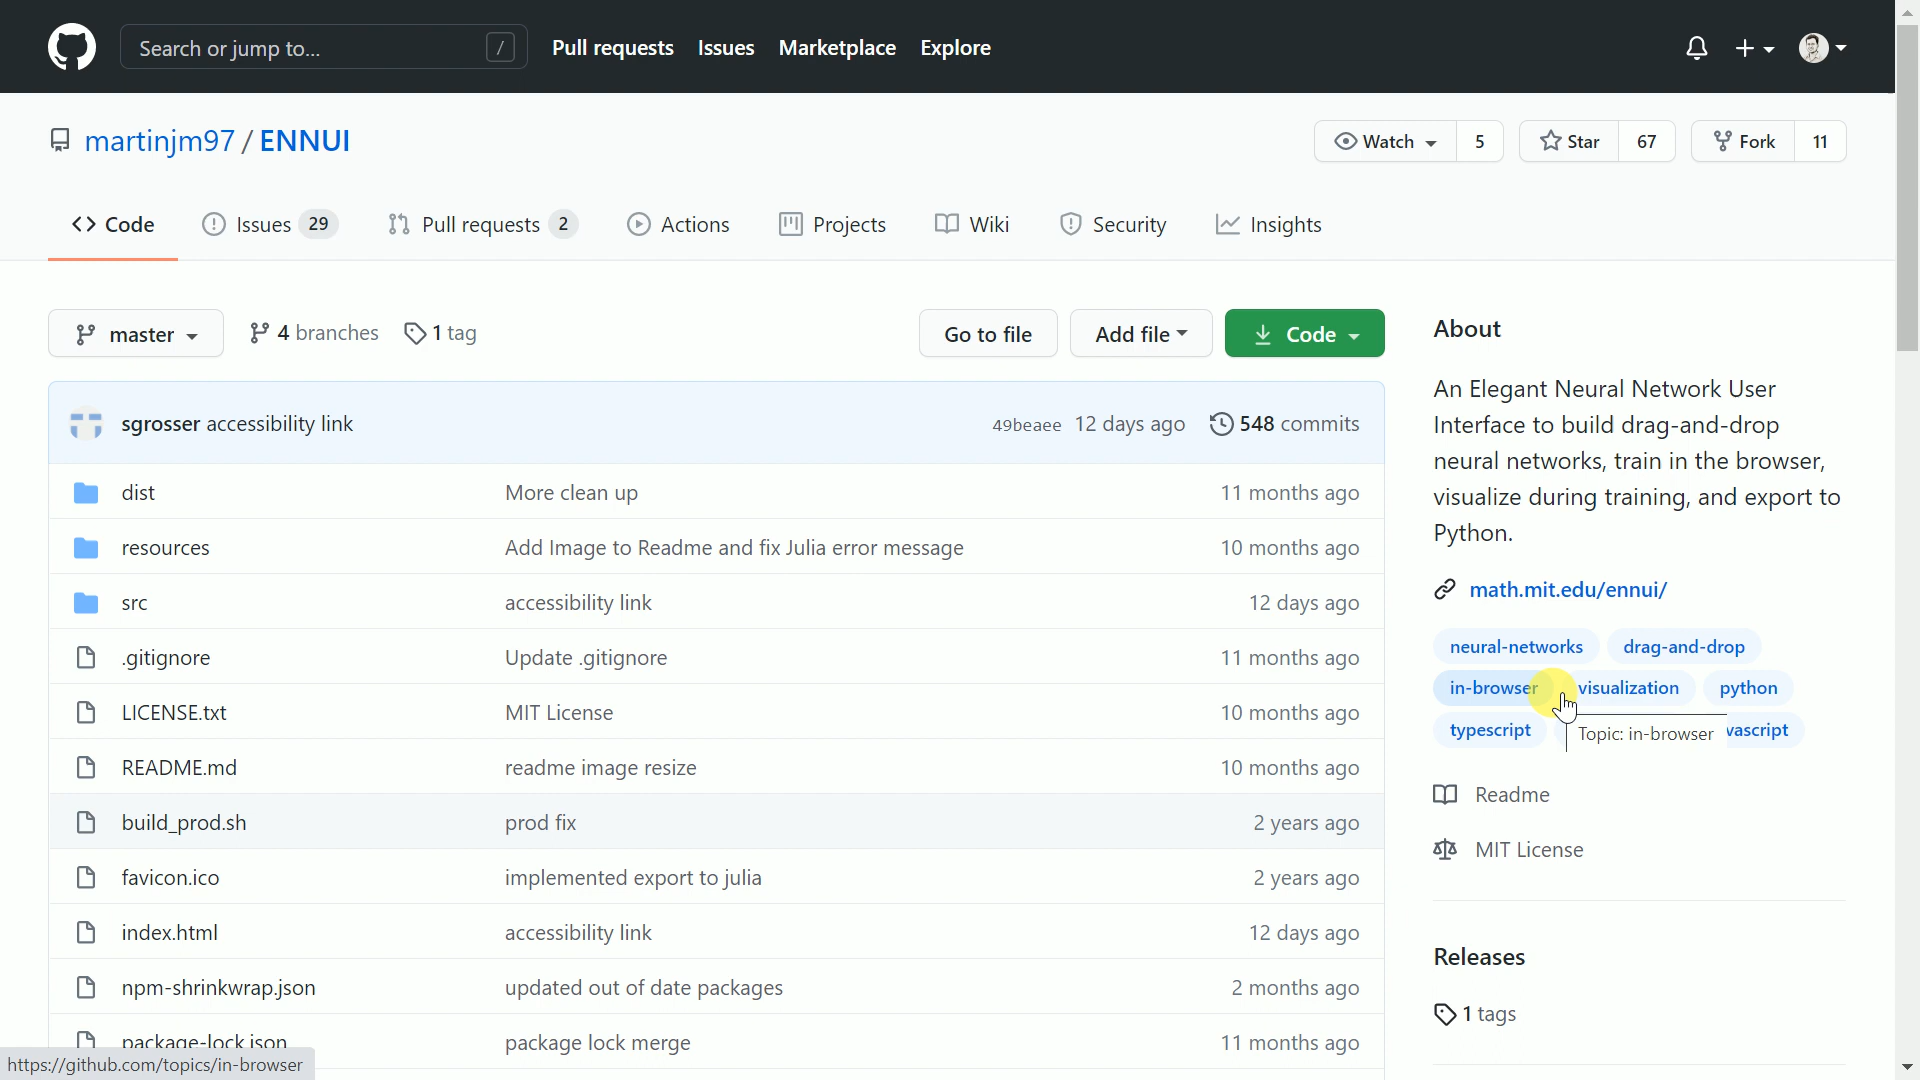 Search or jump to... / Pull requests Issues Marketplace Explore
martinjm97 / ENNUI Watch 5 Star 67 Fork 11
Code Issues 29 Pull requests 2 Actions Projects Wiki Security Insights
master 4 branches 1 tag Go to file Add file Code
sgrosser accessibility link 49beaee 12 days ago 548 commits
dist More clean up 11 months ago
resources Add Image to Readme and fix Julia error message 10 months ago
src accessibility link 12 days ago
.gitignore Update .gitignore 11 months ago
LICENSE.txt MIT License 10 months ago
README.md readme image resize 10 months ago
build_prod.sh prod fix 2 years ago
favicon.ico implemented export to julia 2 years ago
index.html accessibility link 12 days ago
npm-shrinkwrap.json updated out of date packages 2 months ago
package-lock.json package lock merge 11 months ago
About
An Elegant Neural Network User
Interface to build drag-and-drop
neural networks, train in the browser,
visualize during training, and export to
Python.
math.mit.edu/ennui/
neural-networks drag-and-drop
in-browser visualization python
typescript Topic: in-browser vascript
Readme
MIT License
Releases
1 tags
https://github.com/topics/in-browser